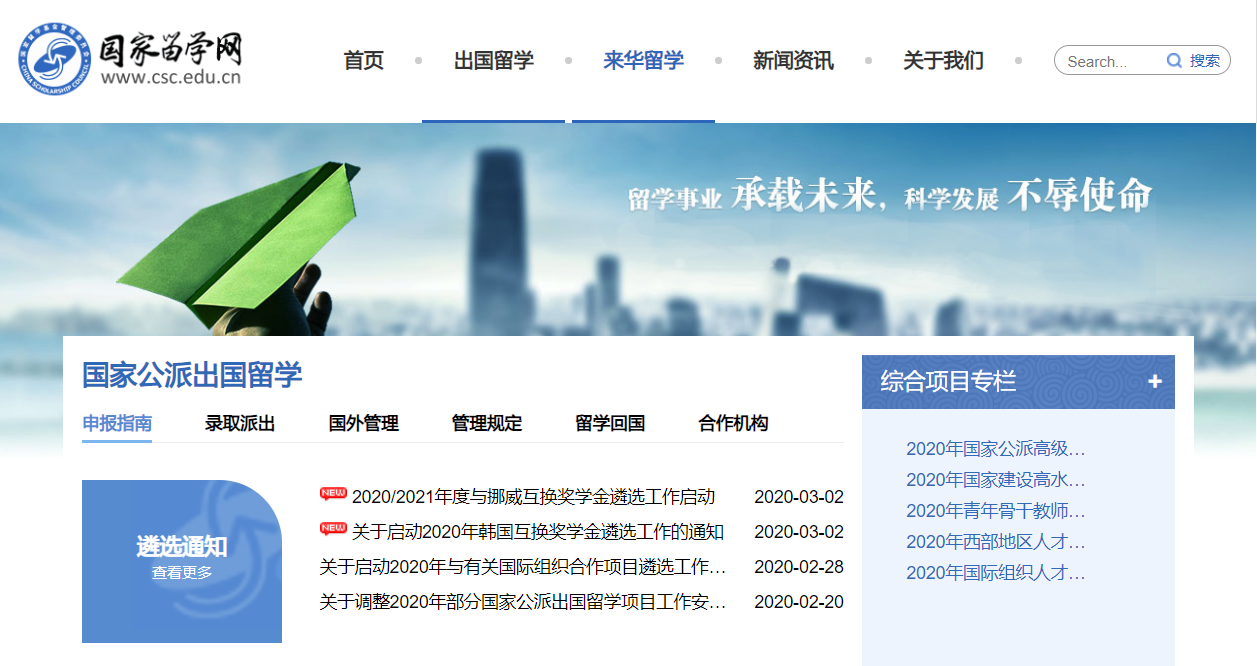 国家留学网
www.csc.edu.cn
CHINA SCHOLARSHIP COUNCIL
首页 出国留学 来华留学 新闻资讯 关于我们
Search... 搜索
留学事业 承载未来，科学发展 不辱使命
国家公派出国留学
申报指南 录取派出 国外管理 管理规定 留学回国 合作机构
遴选通知
查看更多
NEW 2020/2021年度与挪威互换奖学金遴选工作启动 2020-03-02
NEW 关于启动2020年韩国互换奖学金遴选工作的通知 2020-03-02
关于启动2020年与有关国际组织合作项目遴选工作… 2020-02-28
关于调整2020年部分国家公派出国留学项目工作安… 2020-02-20
综合项目专栏 +
2020年国家公派高级…
2020年国家建设高水…
2020年青年骨干教师…
2020年西部地区人才…
2020年国际组织人才…